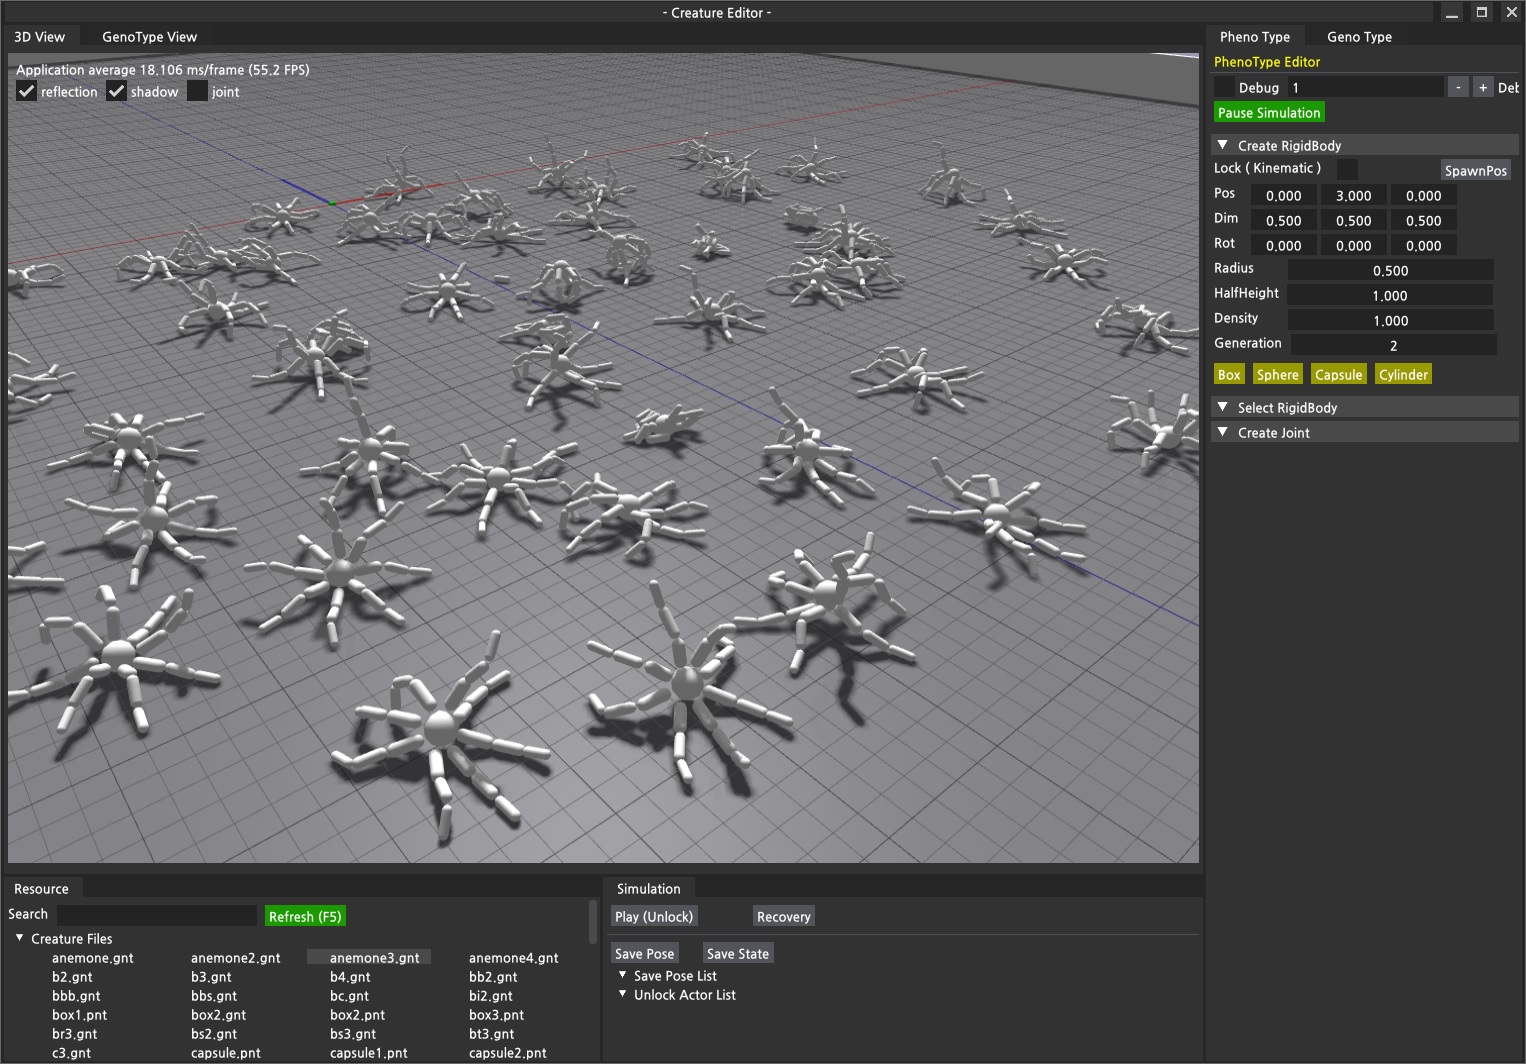 - Creature Editor -
3D View GenoType View
Application average 18.106 ms/frame (55.2 FPS)
reflection shadow joint
Pheno Type Geno Type
PhenoType Editor
Debug 1 - + Det
Pause Simulation
Create RigidBody
Lock ( Kinematic ) SpawnPos
Pos 0.000 3.000 0.000
Dim 0.500 0.500 0.500
Rot 0.000 0.000 0.000
Radius 0.500
HalfHeight 1.000
Density 1.000
Generation 2
Box Sphere Capsule Cylinder
Select RigidBody
Create Joint
Resource
Search Refresh (F5)
Creature Files
anemone.gnt anemone2.gnt anemone3.gnt anemone4.gnt
b2.gnt b3.gnt b4.gnt bb2.gnt
bbb.gnt bbs.gnt bc.gnt bi2.gnt
box1.pnt box2.gnt box2.pnt box3.pnt
br3.gnt bs2.gnt bs3.gnt bt3.gnt
c3.gnt capsule.pnt capsule1.pnt capsule2.pnt
Simulation
Play (Unlock) Recovery
Save Pose Save State
Save Pose List
Unlock Actor List